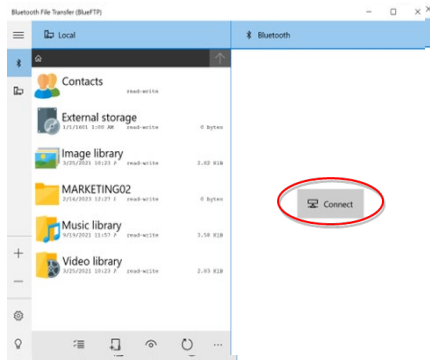 Bluetooth File Transfer (BlueFTP)
Local
Bluetooth
Contacts
read-write
External storage
1/1/1601 1:00 AM read-write 0 bytes
Image library
3/25/2021 10:23 P read-write 2.02 KiB
MARKETING02
2/14/2023 12:27 P read-write 0 bytes
Music library
9/19/2021 11:57 P read-write 3.50 KiB
Video library
3/25/2021 10:23 P read-write 2.03 KiB
Connect